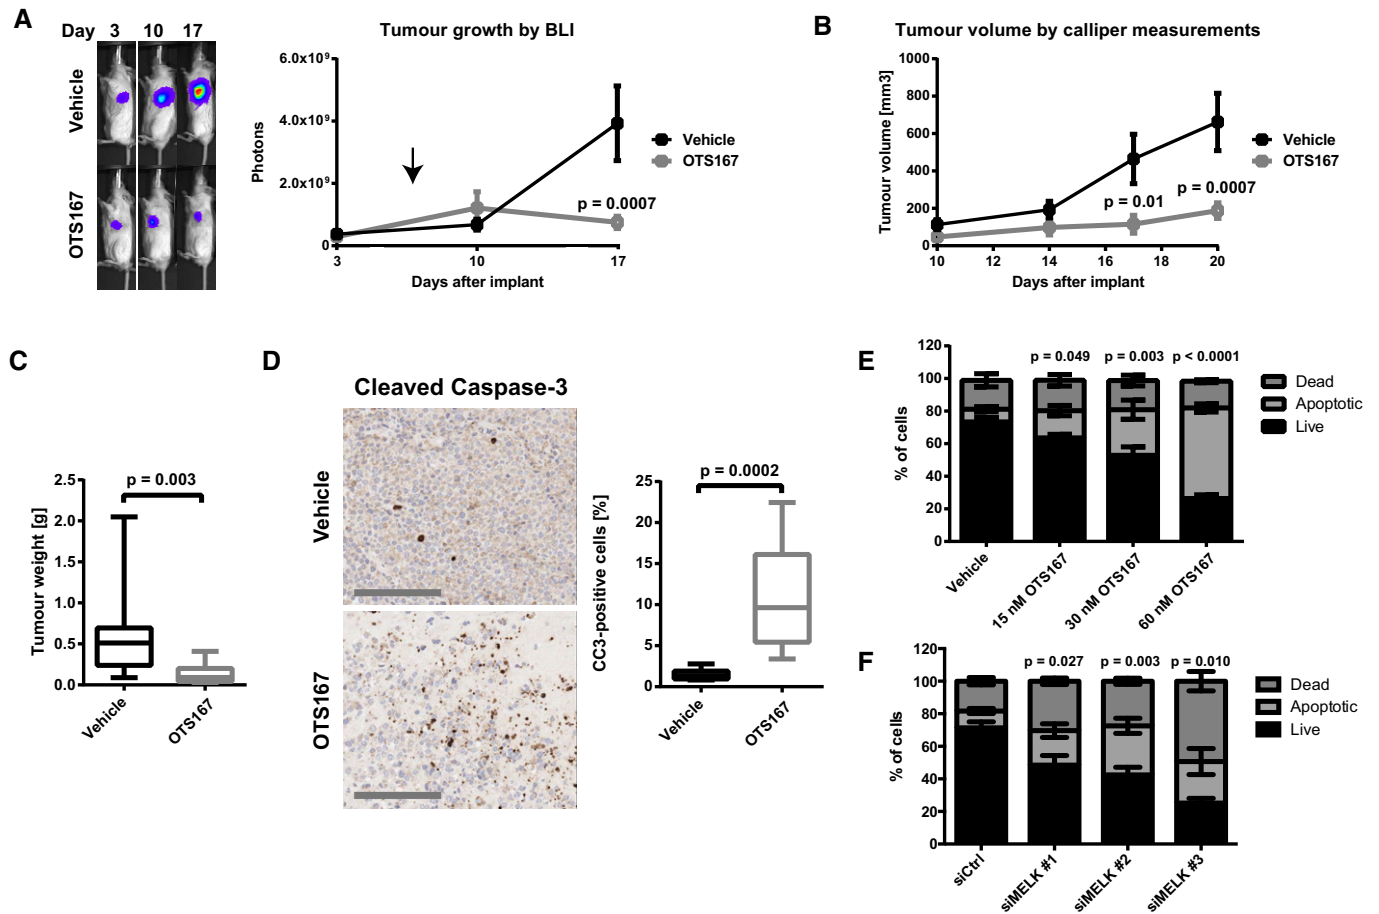 A
Day 3 10 17
Vehicle
OTS167
Tumour growth by BLI
Photons
6.0x10⁹
4.0x10⁹
2.0x10⁹
0
3 10 17
Days after implant
p = 0.0007
Vehicle
OTS167
B
Tumour volume by calliper measurements
Tumour volume [mm3]
1000
800
600
400
200
0
10 12 14 16 18 20
Days after implant
p = 0.01
p = 0.0007
Vehicle
OTS167
C
Tumour weight [g]
2.5
2.0
1.5
1.0
0.5
0.0
p = 0.003
Vehicle
OTS167
D
Cleaved Caspase-3
Vehicle
OTS167
CC3-positive cells [%]
25
20
15
10
5
0
p = 0.0002
Vehicle
OTS167
E
% of cells
120
100
80
60
40
20
0
p = 0.049 p = 0.003 p < 0.0001
Vehicle
15 nM OTS167
30 nM OTS167
60 nM OTS167
Dead
Apoptotic
Live
F
% of cells
120
100
80
60
40
20
0
p = 0.027 p = 0.003 p = 0.010
siCtrl
siMELK #1
siMELK #2
siMELK #3
Dead
Apoptotic
Live